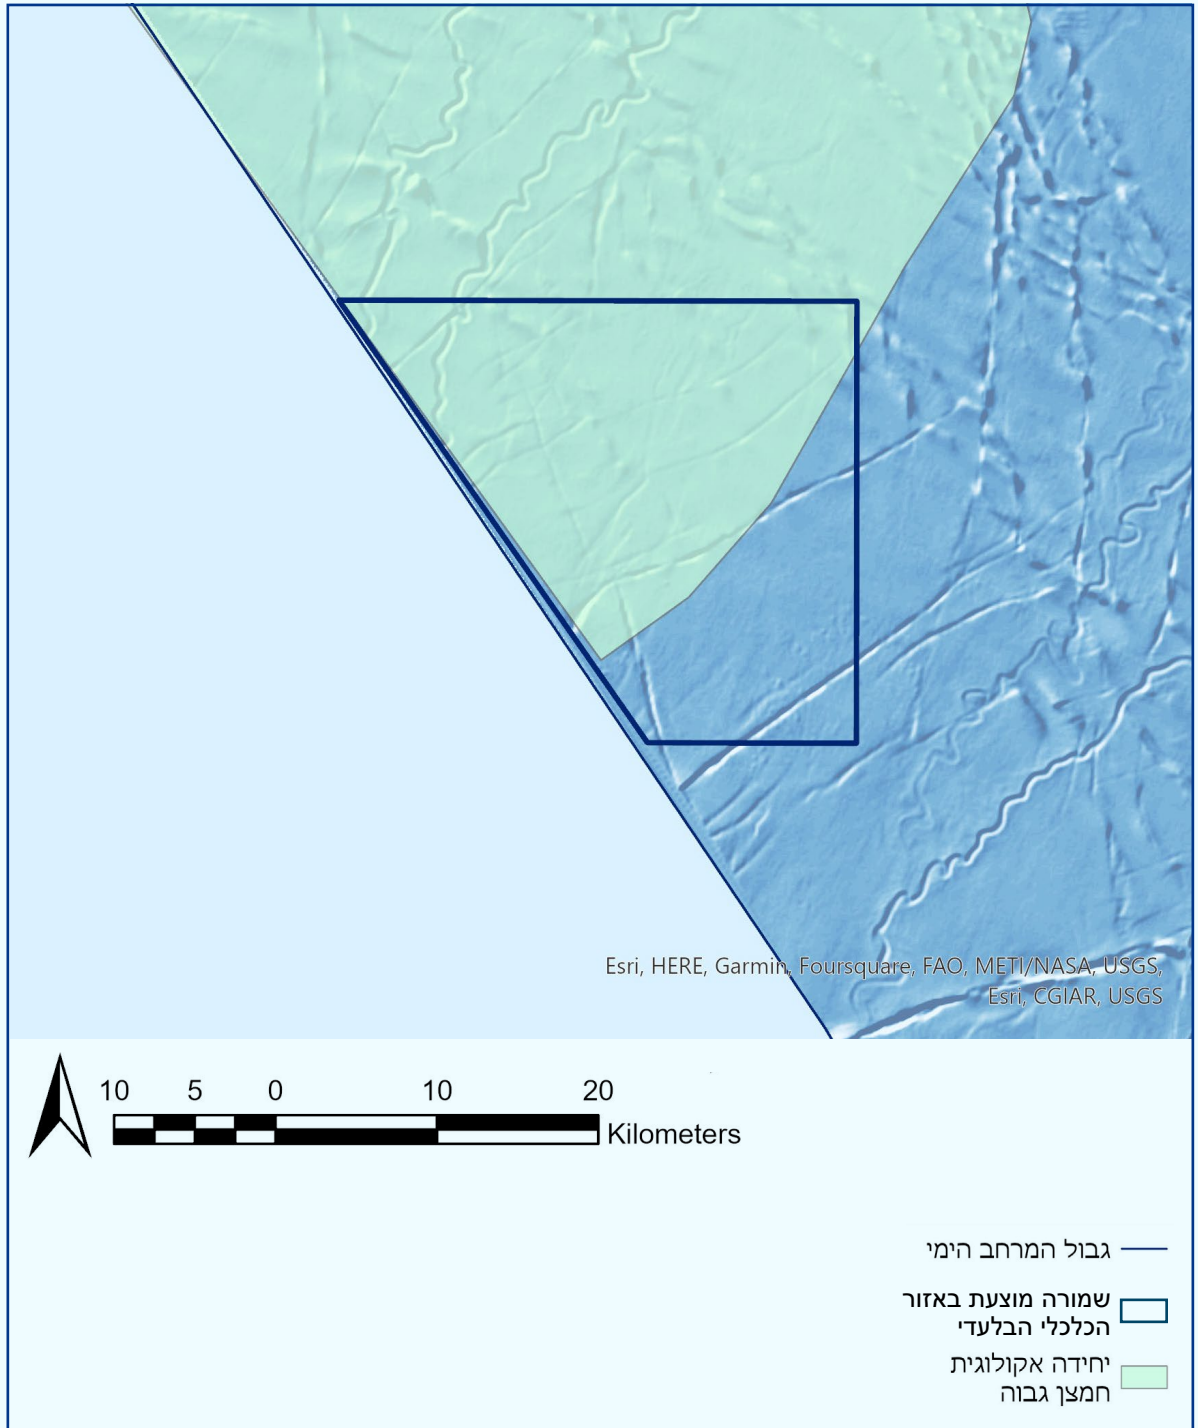 Esri, HERE, Garmin, Foursquare, FAO, METI/NASA, USGS,
Esri, CGIAR, USGS
10 5 0 10 20
Kilometers
גבול המרחב הימי
שמורה מוצעת באזור
הכלכלי הבלעדי
יחידה אקולוגית
חמצן גבוה